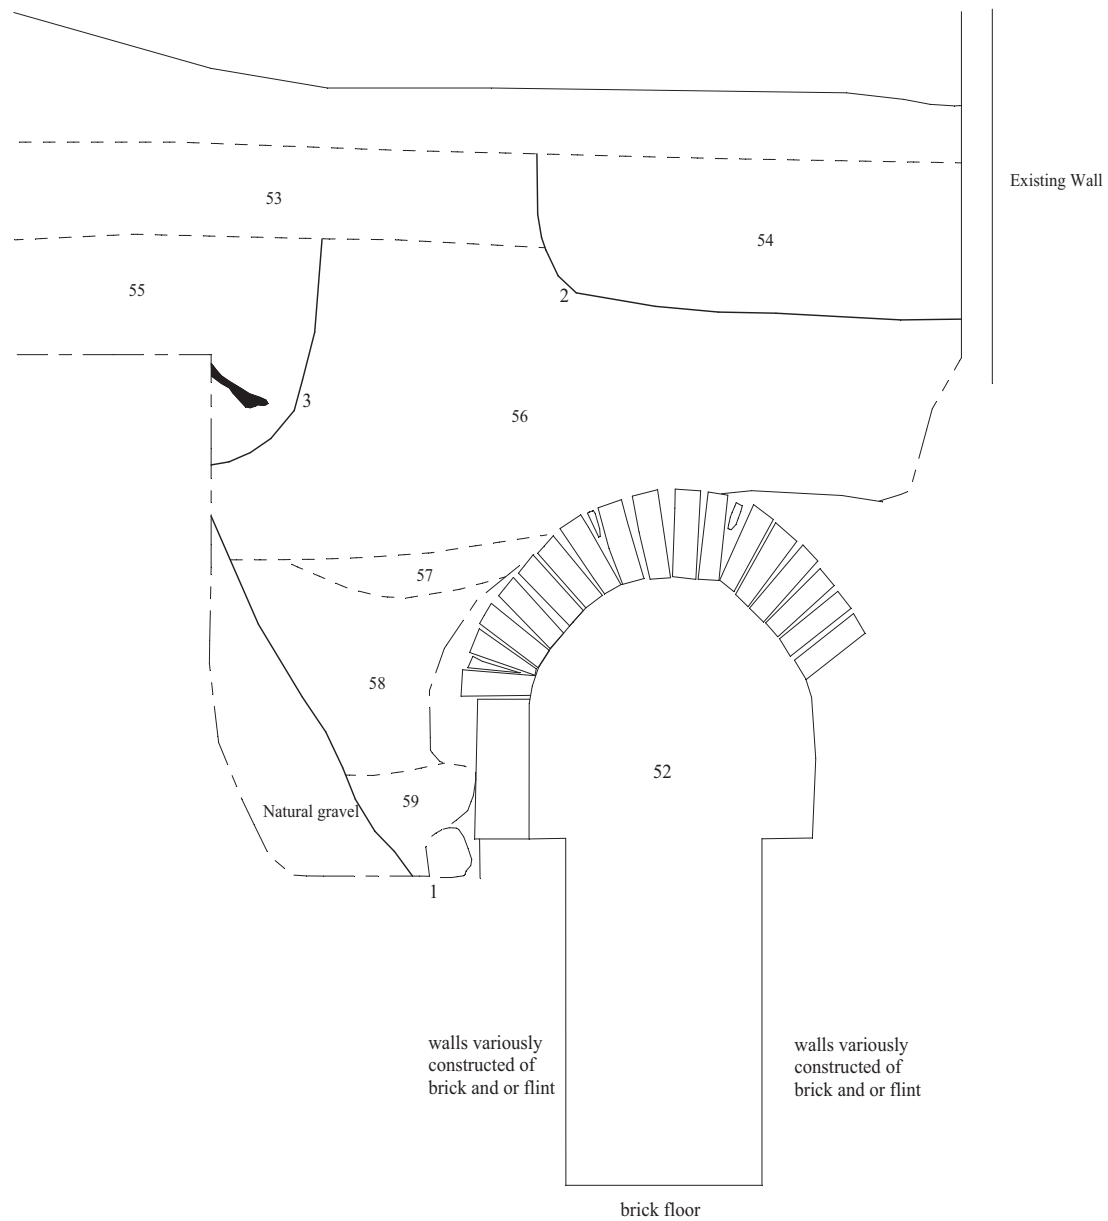 Existing Wall
53
54
55
2
3
56
57
58
52
59
Natural gravel
1
walls variously
constructed of
brick and or flint
walls variously
constructed of
brick and or flint
brick floor